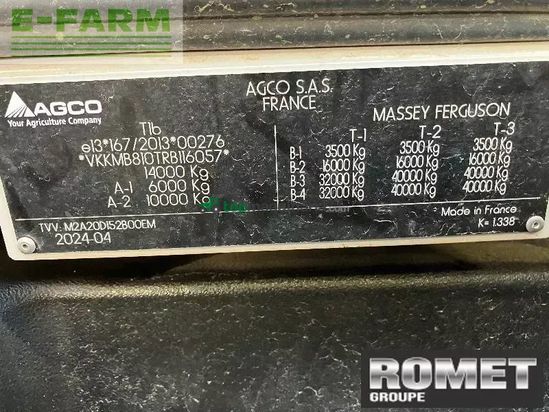 E-FARM
AGCO
Your Agriculture Company
AGCO S.A.S.
FRANCE
MASSEY FERGUSON
T1b
e13*167/2013*00276
*VKKMB810TRB116057*
14000 Kg
A-1 6000 Kg
A-2 10000 Kg
T-1 T-2 T-3
B-1 3500 Kg 3500 Kg 3500 Kg
B-2 16000 Kg 16000 Kg 16000 Kg
B-3 32000 Kg 40000 Kg 40000 Kg
B-4 32000 Kg 40000 Kg 40000 Kg
TVV: M2A20D152B00EM
2024-04
Made in France
K= 1.338
ROMET
GROUPE